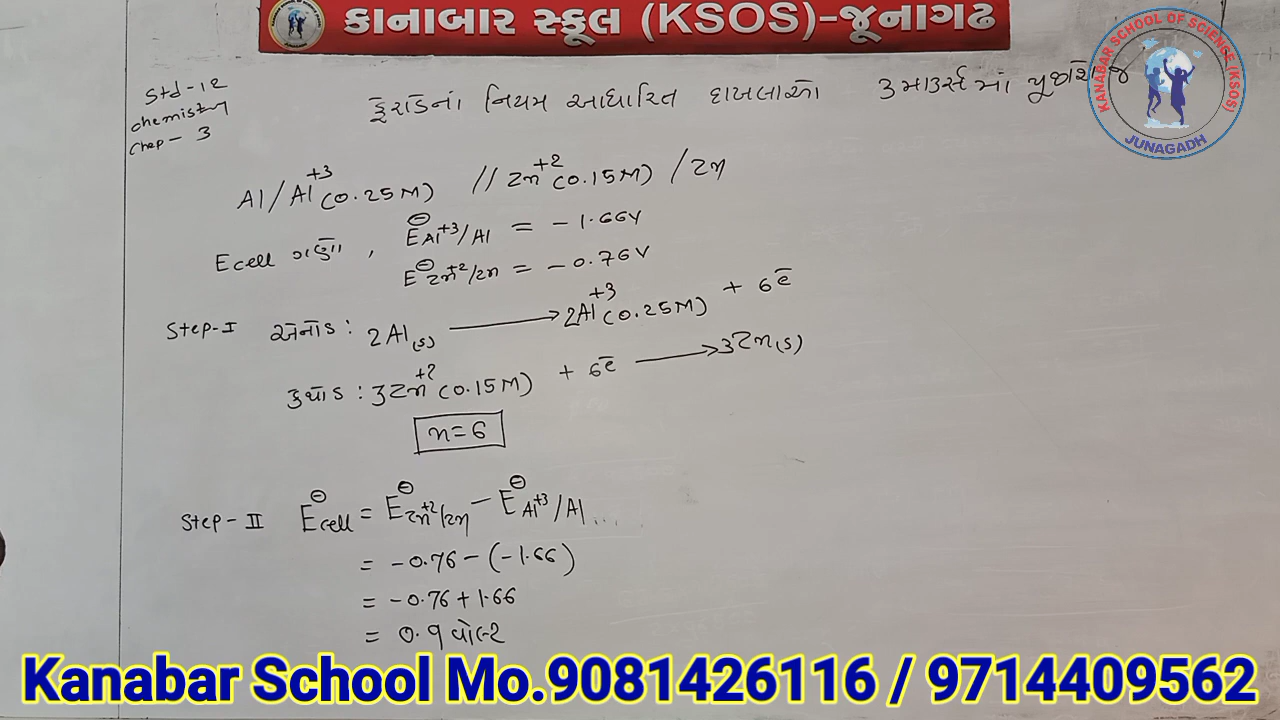 કાનાબાર સ્કૂલ (KSOS)-જૂનાગઢ
KANABAR SCHOOL OF SCIENCE (KSOS)
JUNAGADH
Std-12
chemistry
Chep-3
ફૅરાડેનાં નિયમ આધારિત દાખલાઓ 3 માર્ક્સમાં પૂછાશે જ
Al/Al+3(0.25M) // Zn+2(0.15M) /Zn
Ecell ગણો, E⊖Al+3/Al = -1.66V
E⊖Zn+2/Zn = -0.76V
Step-I એનોડ: 2Al(s) ⟶ 2Al+3(0.25M) + 6ē
કેથોડ: 3Zn+2(0.15M) + 6ē ⟶ 3Zn(s)
n=6
Step-II E⊖cell = E⊖Zn+2/Zn - E⊖Al+3/Al...
= -0.76-(-1.66)
= -0.76+1.66
= 0.9 વોલ્ટ
Kanabar School Mo.9081426116 / 9714409562